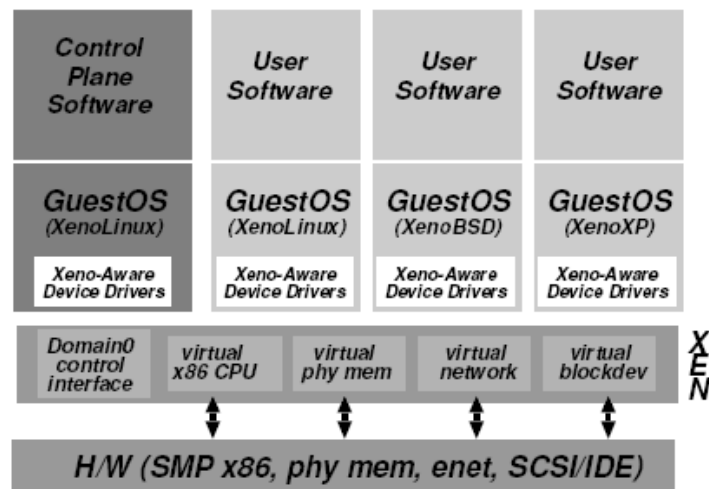 Control
Plane
Software
User
Software
User
Software
User
Software
GuestOS
(XenoLinux)
Xeno-Aware
Device Drivers
GuestOS
(XenoLinux)
Xeno-Aware
Device Drivers
GuestOS
(XenoBSD)
Xeno-Aware
Device Drivers
GuestOS
(XenoXP)
Xeno-Aware
Device Drivers
Domain0
control
interface
virtual
x86 CPU
virtual
phy mem
virtual
network
virtual
blockdev
XEN
H/W (SMP x86, phy mem, enet, SCSI/IDE)